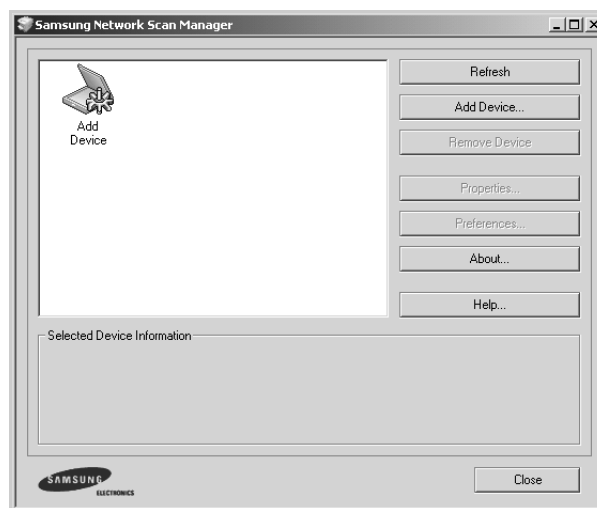 Samsung Network Scan Manager
Add
Device
Refresh
Add Device...
Remove Device
Properties...
Preferences...
About...
Help...
Selected Device Information
SAMSUNG
ELECTRONICS
Close